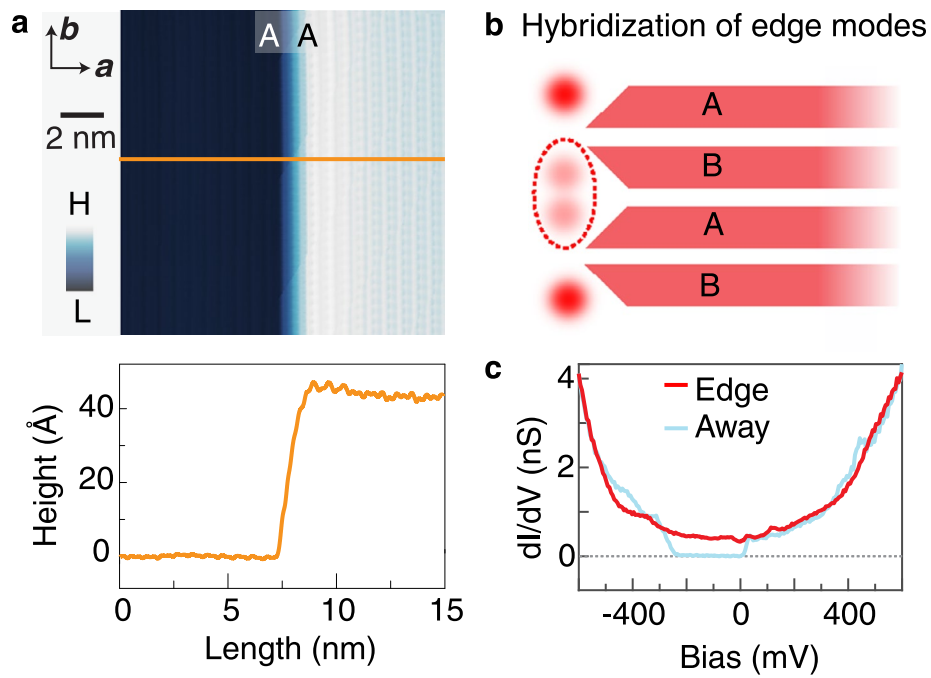 a
b
a
2 nm
H
L
A A
Height (Å)
40
20
0
0 5 10 15
Length (nm)
b Hybridization of edge modes
A
B
A
B
c
Edge
Away
dI/dV (nS)
4
2
0
-400 0 400
Bias (mV)